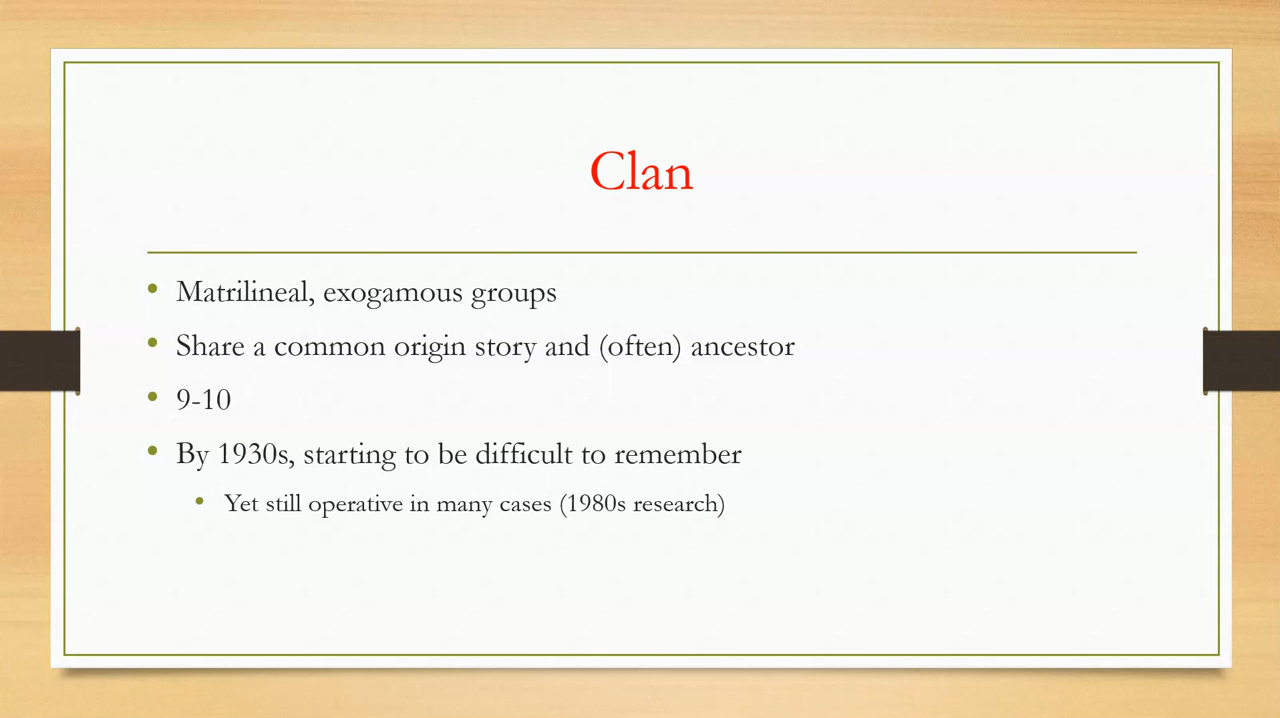 Clan
• Matrilineal, exogamous groups
• Share a common origin story and (often) ancestor
• 9-10
• By 1930s, starting to be difficult to remember
• Yet still operative in many cases (1980s research)